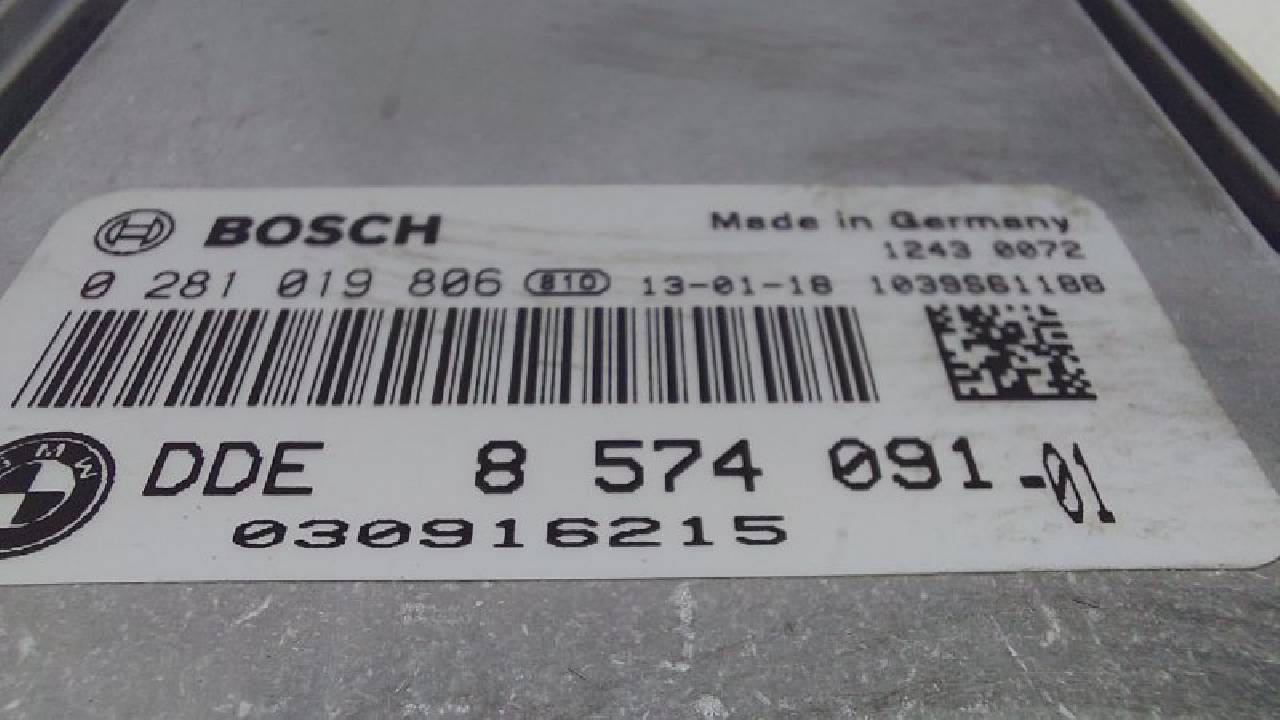 BOSCH
Made in Germany
1243 0072
0 281 019 806 810 13-01-18 1039S61188
BMW
DDE 8 574 091-01
030916215